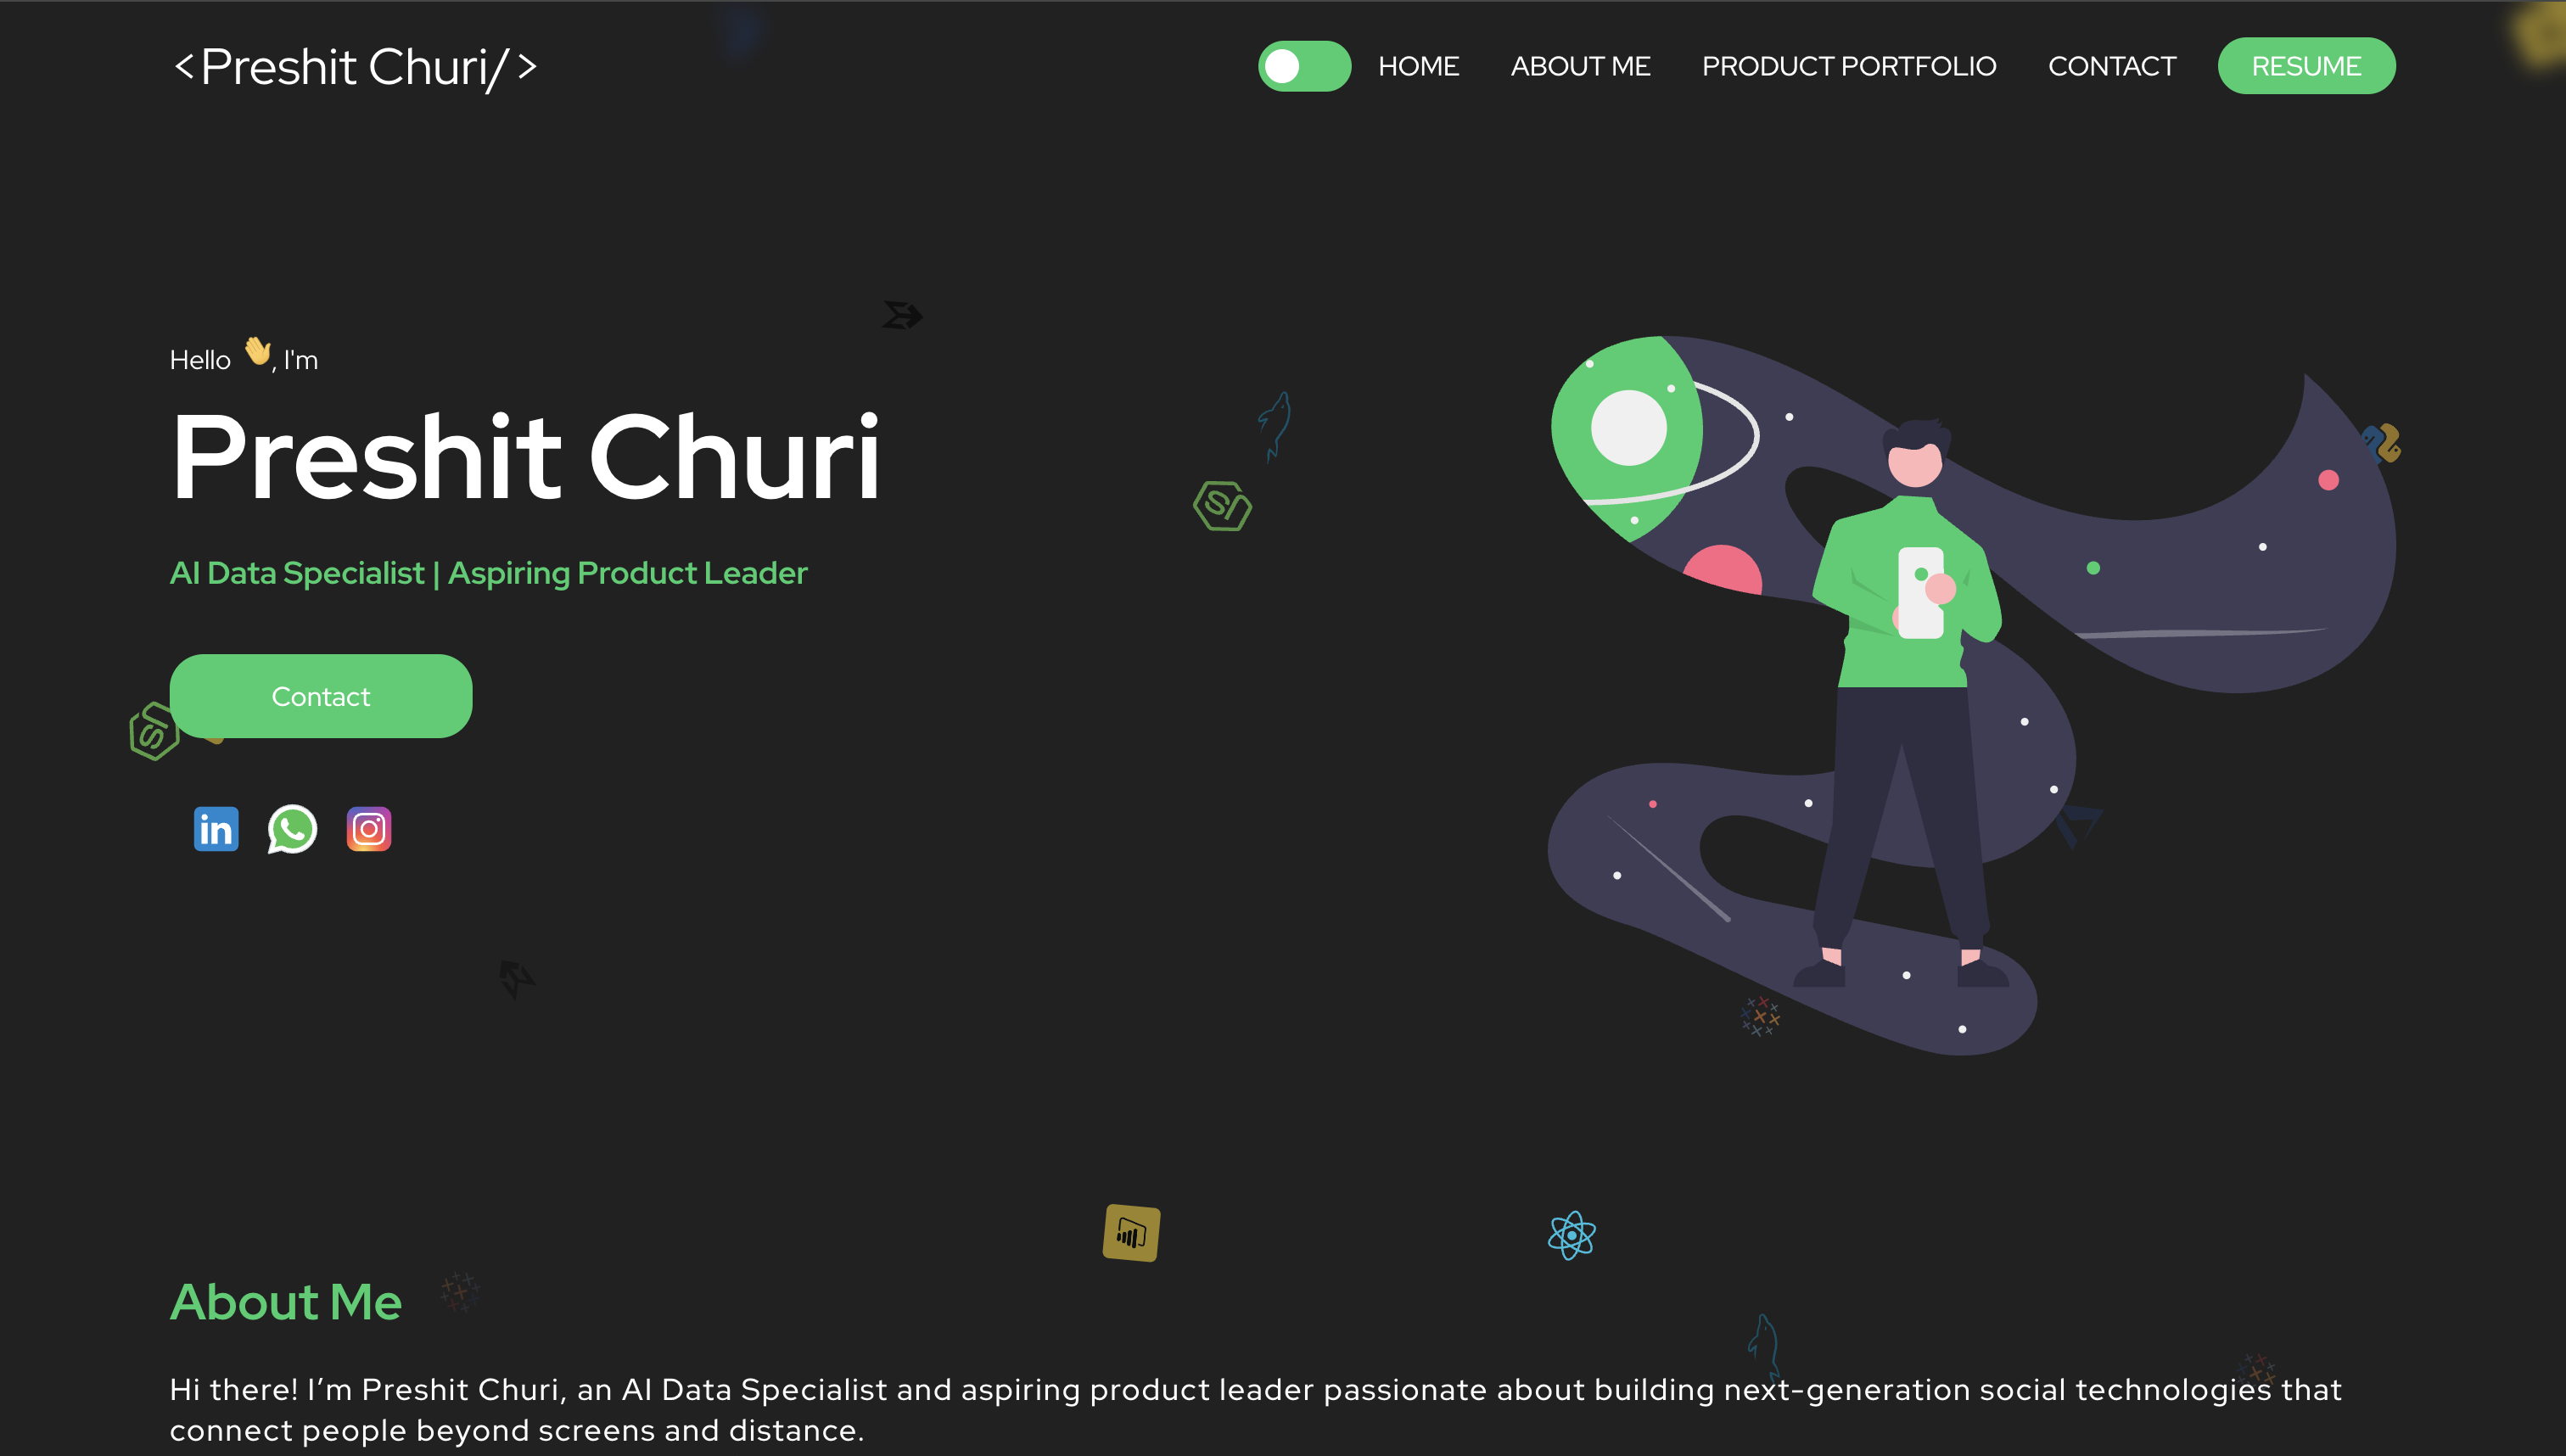 <Preshit Churi/>
HOME ABOUT ME PRODUCT PORTFOLIO CONTACT RESUME
Hello 👋, I'm
Preshit Churi
AI Data Specialist | Aspiring Product Leader
Contact
in
About Me
Hi there! I’m Preshit Churi, an AI Data Specialist and aspiring product leader passionate about building next-generation social technologies that
connect people beyond screens and distance.